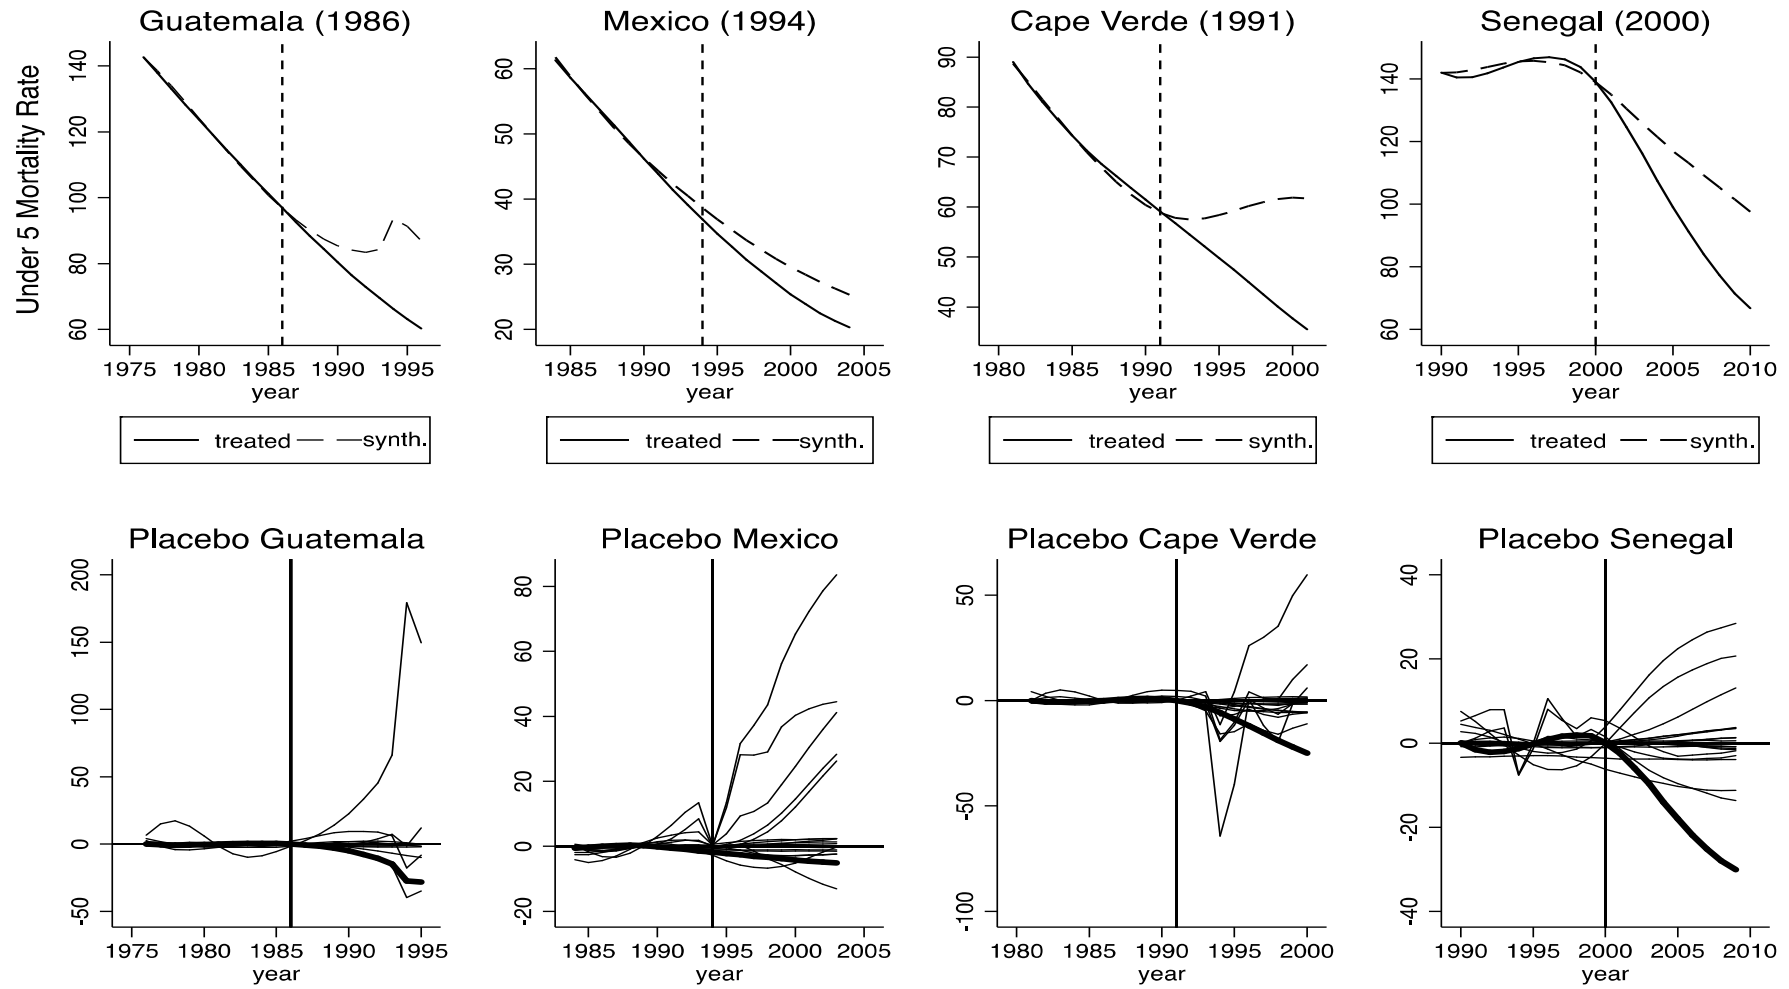 Guatemala (1986)
Under 5 Mortality Rate
60 80 100 120 140
1975 1980 1985 1990 1995
year
treated synth.
Mexico (1994)
20 30 40 50 60
1985 1990 1995 2000 2005
year
treated synth.
Cape Verde (1991)
40 50 60 70 80 90
1980 1985 1990 1995 2000
year
treated synth.
Senegal (2000)
60 80 100 120 140
1990 1995 2000 2005 2010
year
treated synth.
Placebo Guatemala
-50 0 50 100 150 200
1975 1980 1985 1990 1995
year
Placebo Mexico
-20 0 20 40 60 80
1985 1990 1995 2000 2005
year
Placebo Cape Verde
-100 -50 0 50
1980 1985 1990 1995 2000
year
Placebo Senegal
-40 -20 0 20 40
1990 1995 2000 2005 2010
year